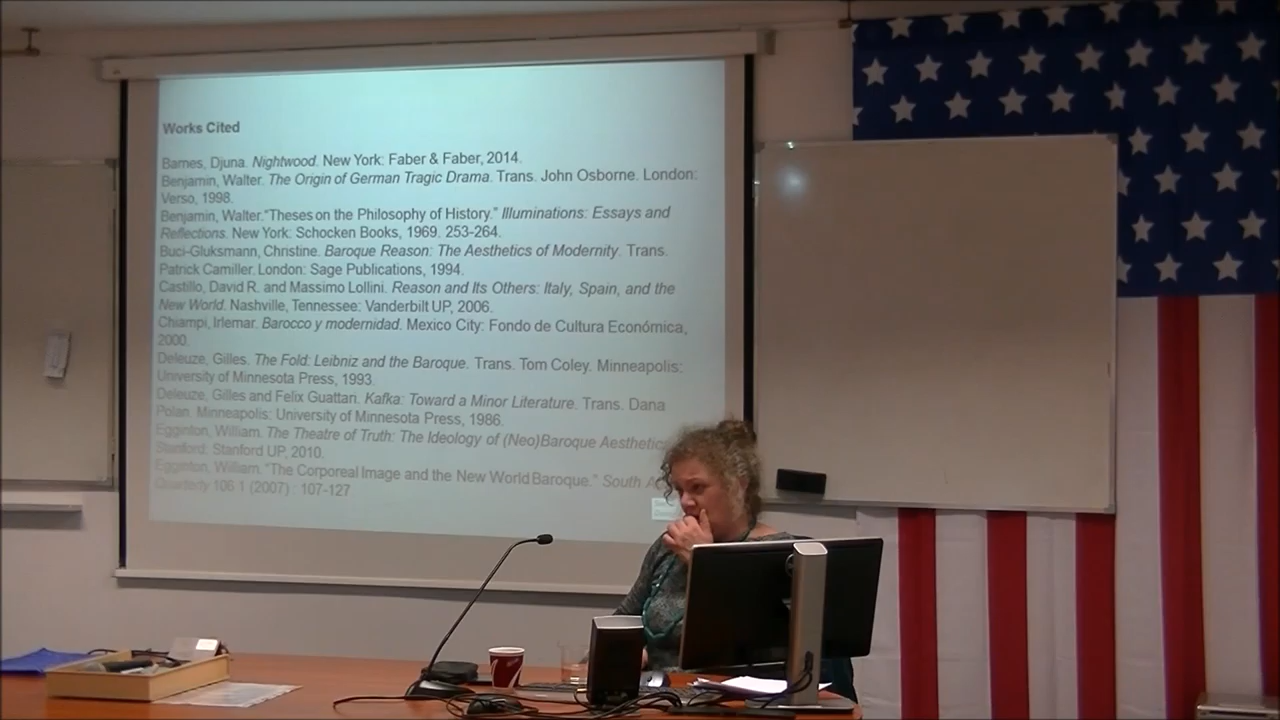 Works Cited
Barnes, Djuna. Nightwood. New York: Faber & Faber, 2014.
Benjamin, Walter. The Origin of German Tragic Drama. Trans. John Osborne. London:
Verso, 1998.
Benjamin, Walter."Theses on the Philosophy of History." Illuminations: Essays and
Reflections. New York: Schocken Books, 1969. 253-264.
Buci-Gluksmann, Christine. Baroque Reason: The Aesthetics of Modernity. Trans.
Patrick Camiller. London: Sage Publications, 1994.
Castillo, David R. and Massimo Lollini. Reason and Its Others: Italy, Spain, and the
New World. Nashville, Tennessee: Vanderbilt UP, 2006.
Chiampi, Irlemar. Barocco y modernidad. Mexico City: Fondo de Cultura Económica,
2000.
Deleuze, Gilles. The Fold: Leibniz and the Baroque. Trans. Tom Coley. Minneapolis:
University of Minnesota Press, 1993.
Deleuze, Gilles and Felix Guattari. Kafka: Toward a Minor Literature. Trans. Dana
Polan. Minneapolis: University of Minnesota Press, 1986.
Egginton, William. The Theatre of Truth: The Ideology of (Neo)Baroque Aesthetic
Stanford: Stanford UP, 2010.
Egginton, William. "The Corporeal Image and the New World Baroque." South A
Quarterly 106.1 (2007) : 107-127